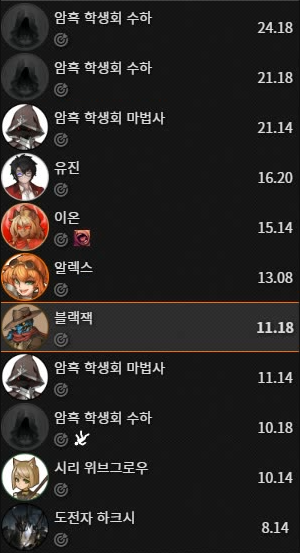 암흑 학생회 수하
24.18
암흑 학생회 수하
21.18
암흑 학생회 마법사
21.14
유진
16.20
이온
15.14
알렉스
13.08
블랙잭
11.18
암흑 학생회 마법사
11.14
암흑 학생회 수하
10.18
시리 위브그로우
10.14
도전자 하크시
8.14